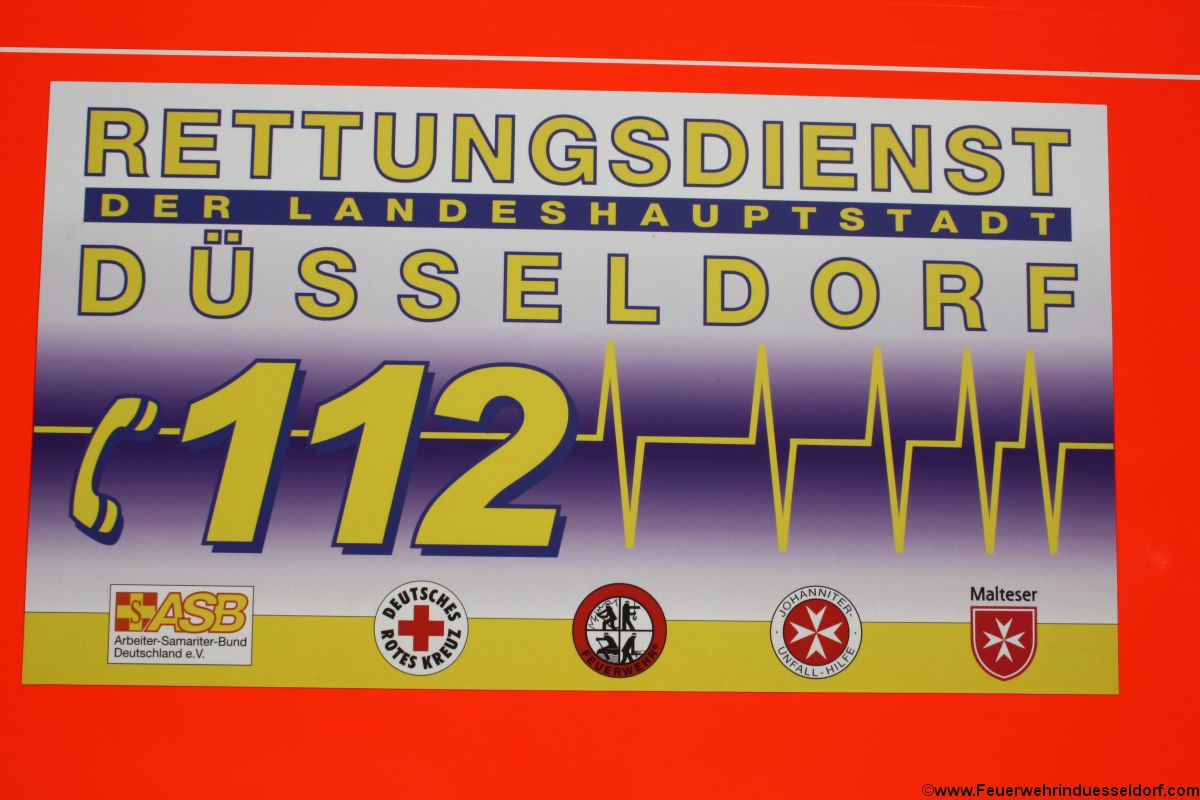 RETTUNGSDIENST
DER LANDESHAUPTSTADT
DÜSSELDORF
112
S ASB
Arbeiter-Samariter-Bund
Deutschland e.V.
DEUTSCHES
ROTES KREUZ
FEUERWEHR®
JOHANNITER-
UNFALL-HILFE
Malteser
©www.Feuerwehrinduesseldorf.com